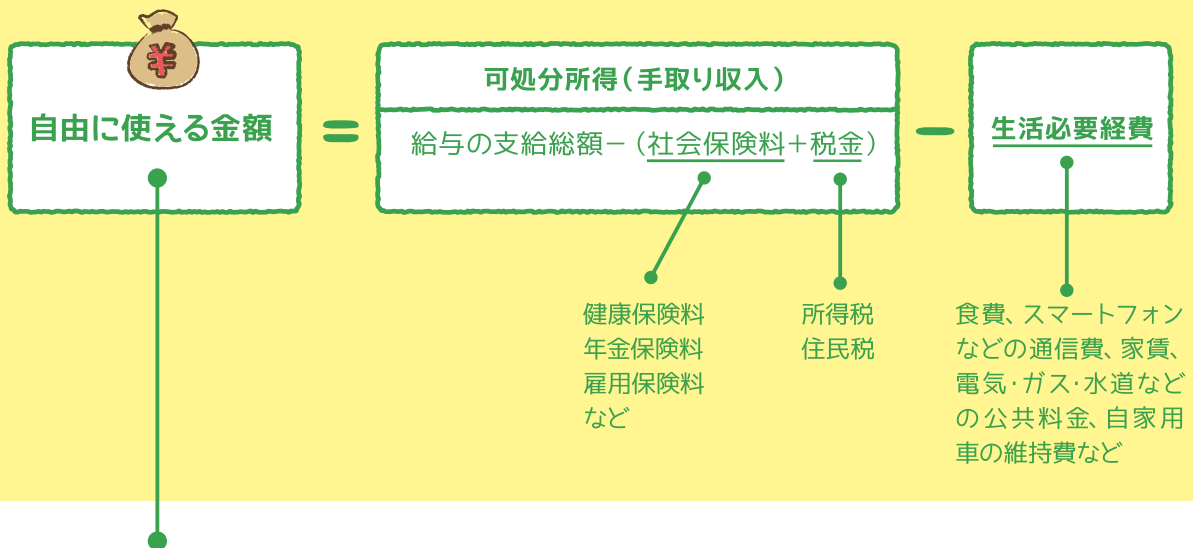 ¥
自由に使える金額
=
可処分所得(手取り収入)
給与の支給総額-(社会保険料+税金)
-
生活必要経費
健康保険料
年金保険料
雇用保険料
など
所得税
住民税
食費、スマートフォン
などの通信費、家賃、
電気・ガス・水道など
の公共料金、自家用
車の維持費など